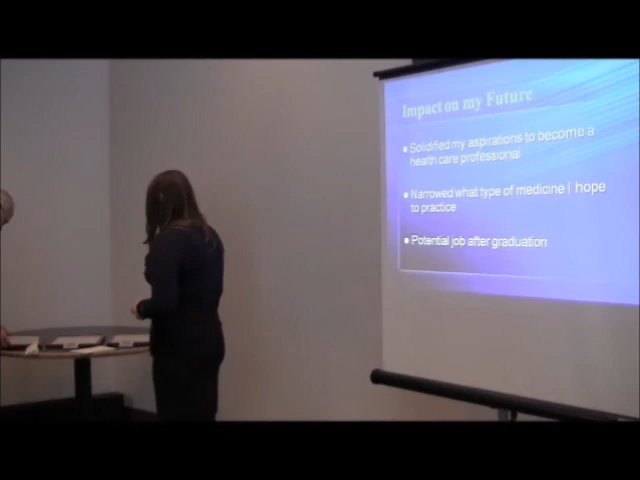 Impact on my Future
• Solidified my aspirations to become a
health care professional
• Narrowed what type of medicine I hope
to practice
• Potential job after graduation